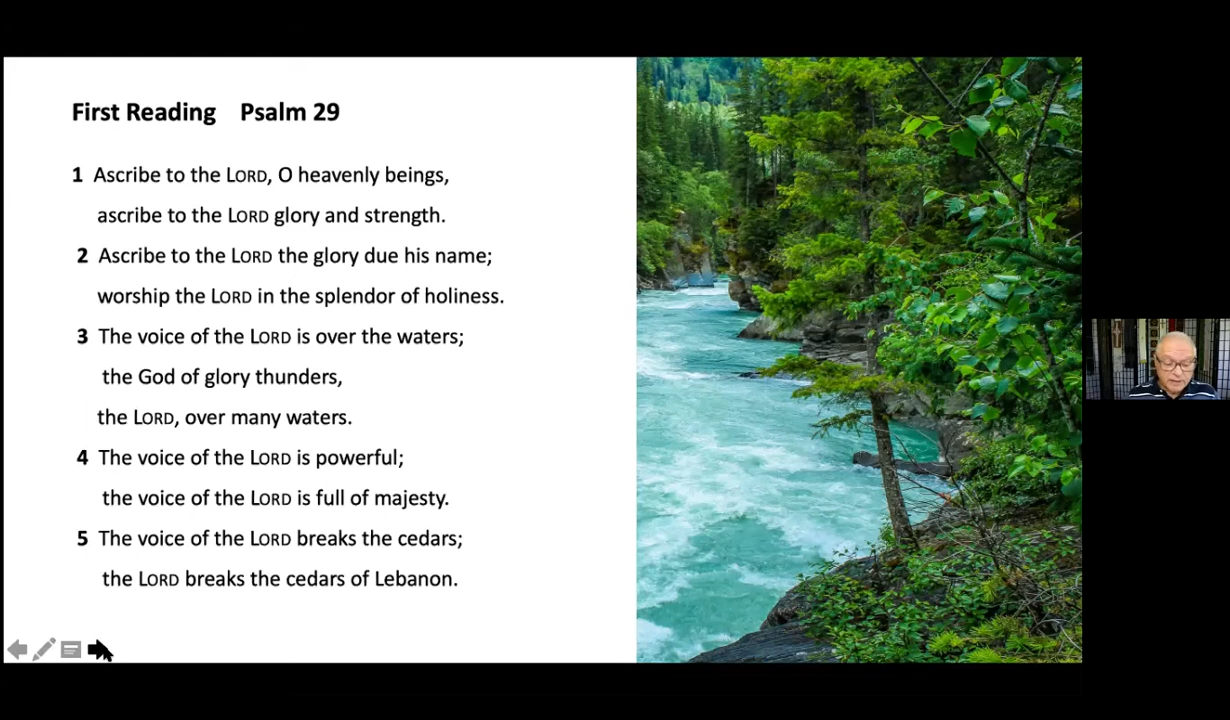 First Reading Psalm 29
1 Ascribe to the LORD, O heavenly beings,
ascribe to the LORD glory and strength.
2 Ascribe to the LORD the glory due his name;
worship the LORD in the splendor of holiness.
3 The voice of the LORD is over the waters;
the God of glory thunders,
the LORD, over many waters.
4 The voice of the LORD is powerful;
the voice of the LORD is full of majesty.
5 The voice of the LORD breaks the cedars;
the LORD breaks the cedars of Lebanon.